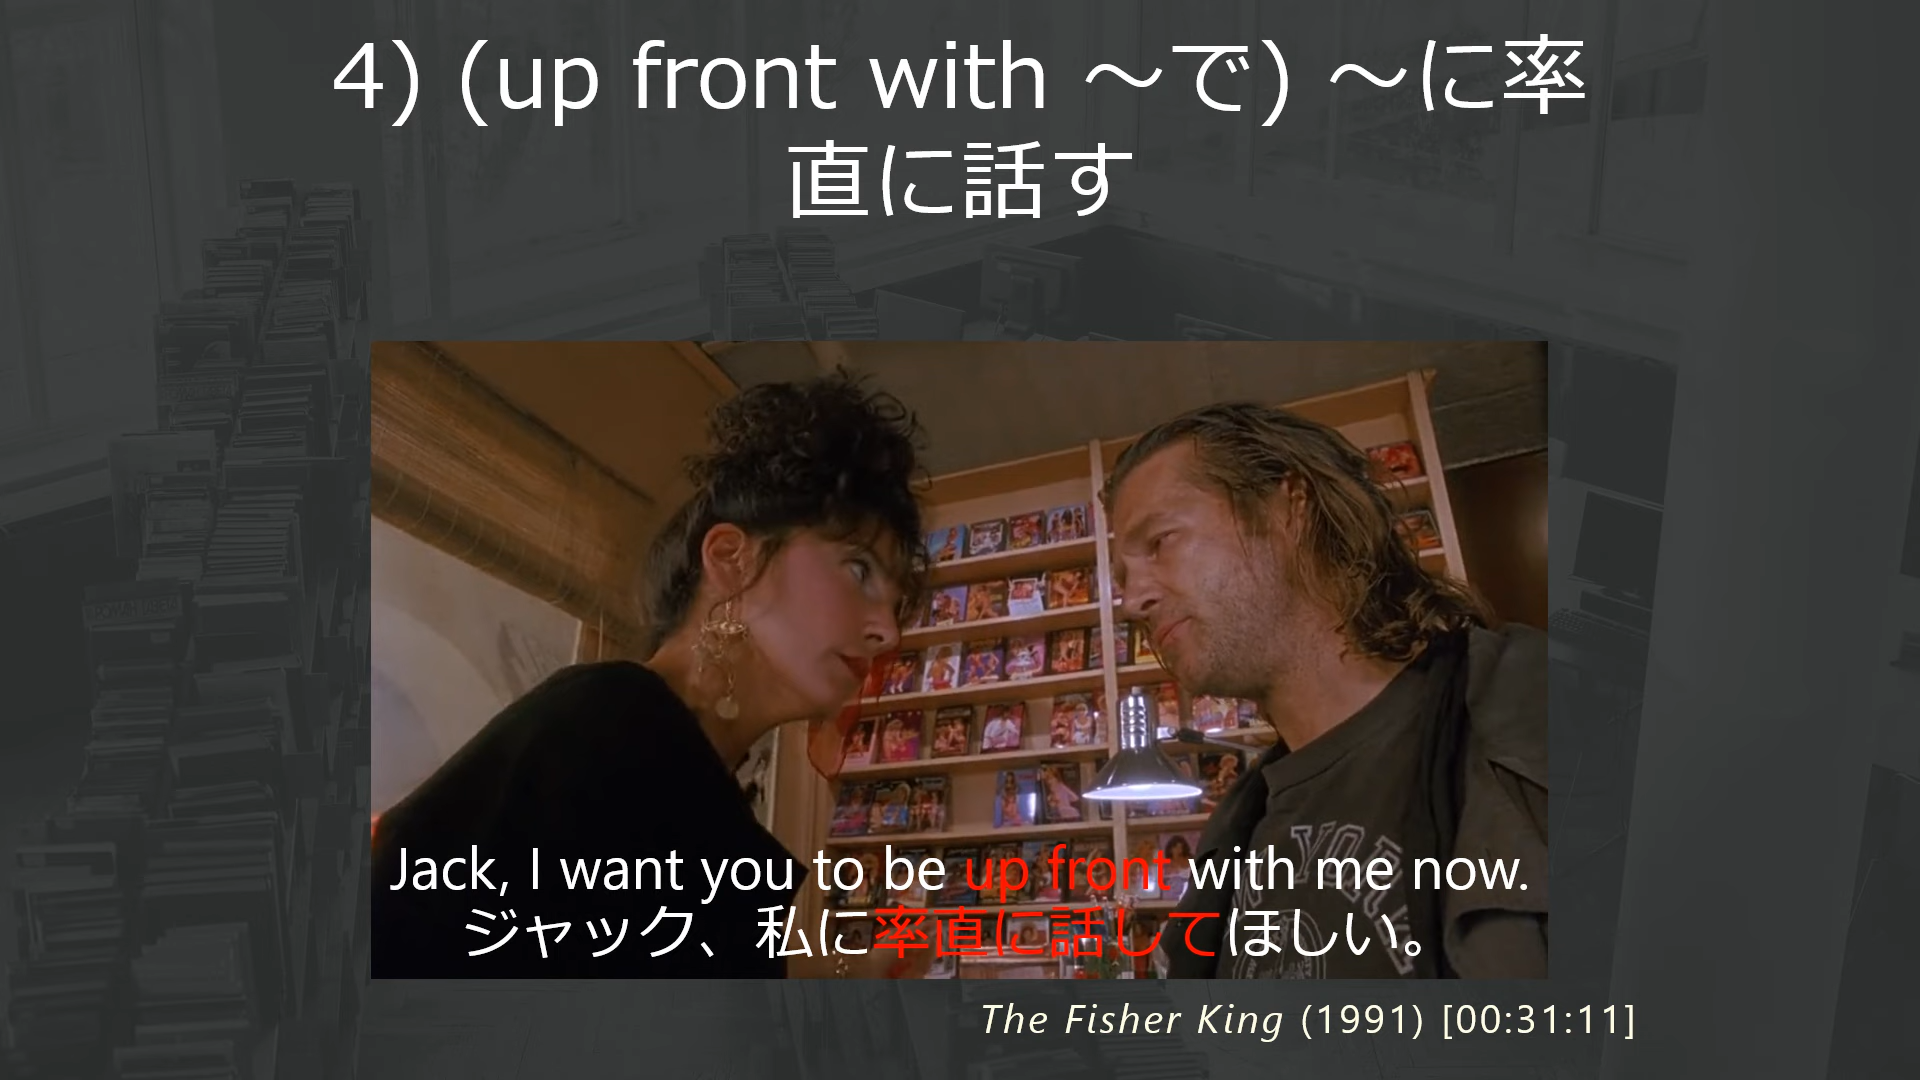 4) (up front with ～で) ～に率
直に話す
Jack, I want you to be up front with me now.
ジャック、私に率直に話してほしい。
The Fisher King (1991) [00:31:11]